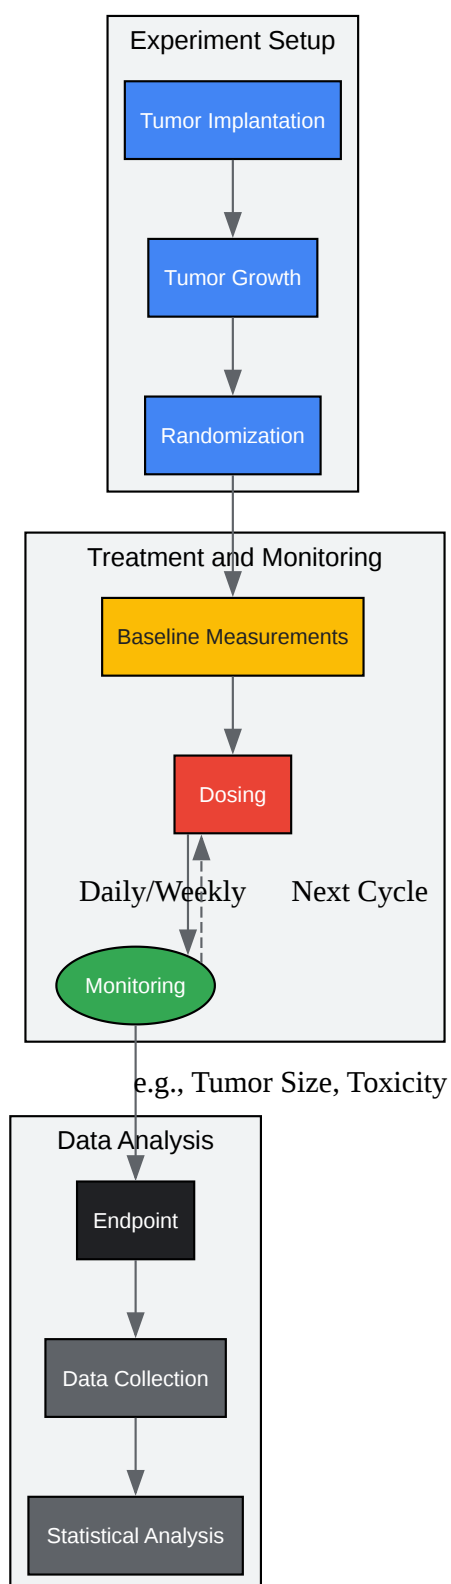 Experiment Setup
Tumor Implantation
Tumor Growth
Randomization
Treatment and Monitoring
Baseline Measurements
Dosing
Daily/Weekly
Next Cycle
Monitoring
e.g., Tumor Size, Toxicity
Data Analysis
Endpoint
Data Collection
Statistical Analysis